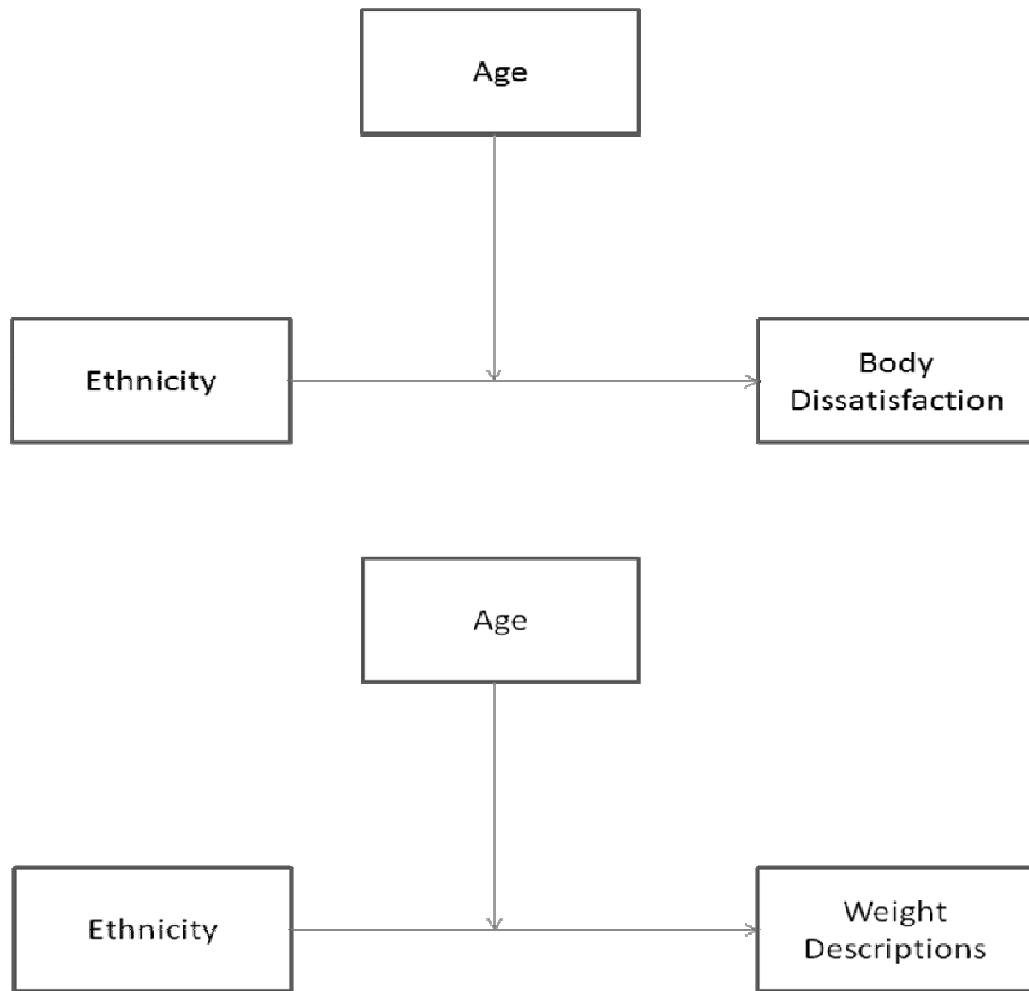 Age
Ethnicity
Body
Dissatisfaction
Age
Ethnicity
Weight
Descriptions